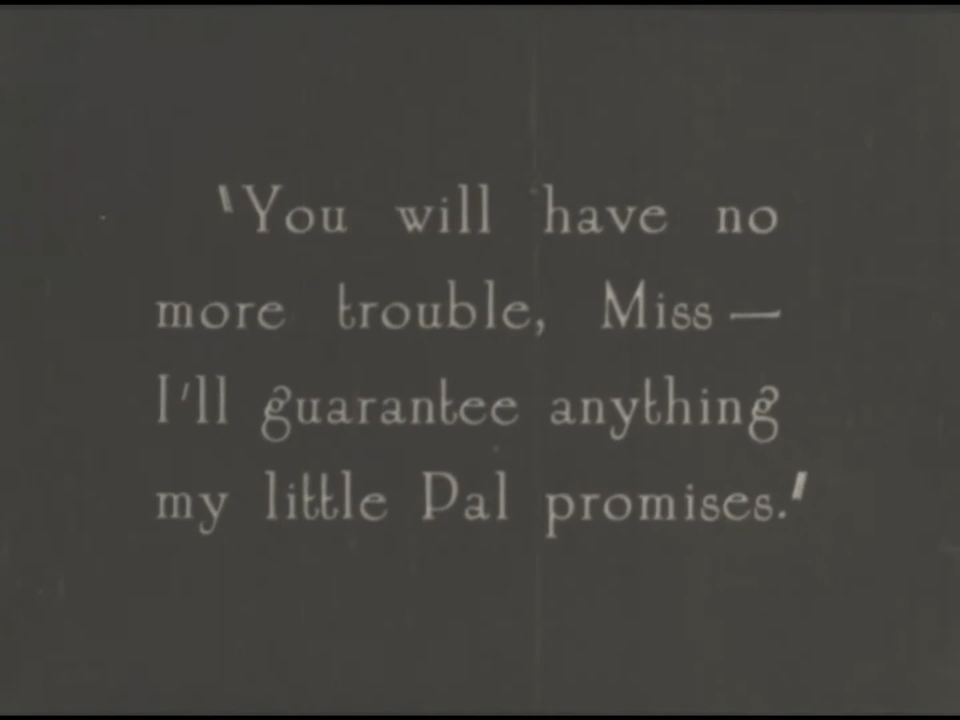 "You will have no
more trouble, Miss —
I'll guarantee anything
my little Pal promises."